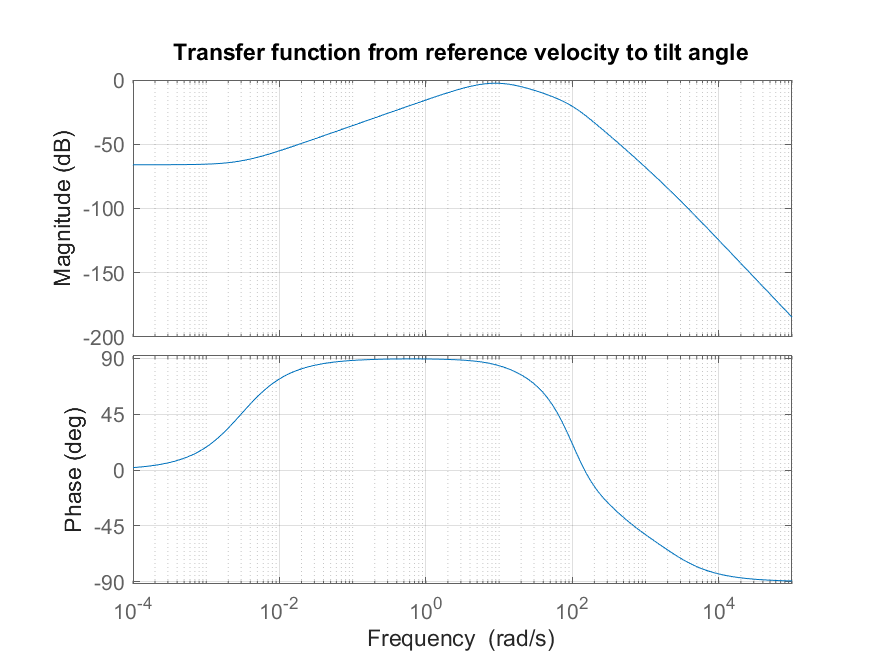 Transfer function from reference velocity to tilt angle
Magnitude (dB)
0
-50
-100
-150
-200
Phase (deg)
90
45
0
-45
-90
10^-4 10^-2 10^0 10^2 10^4
Frequency (rad/s)